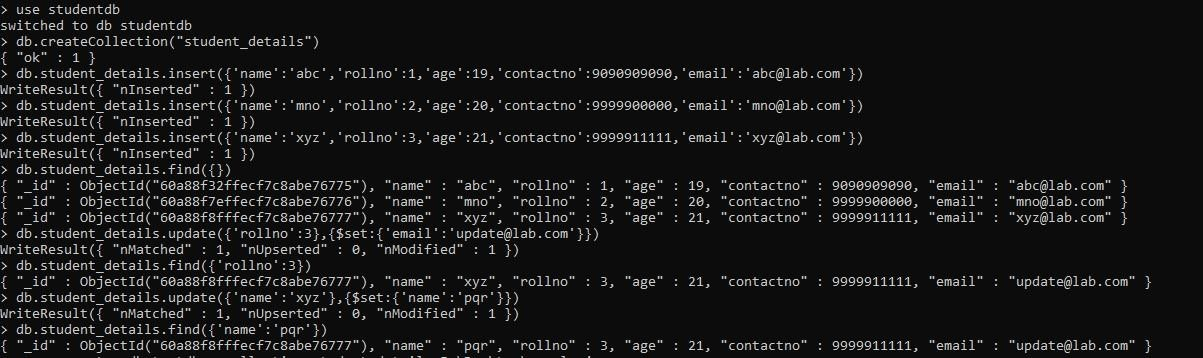 > use studentdb
switched to db studentdb
> db.createCollection("student_details")
{ "ok" : 1 }
> db.student_details.insert({'name':'abc','rollno':1,'age':19,'contactno':9090909090,'email':'abc@lab.com'})
WriteResult({ "nInserted" : 1 })
> db.student_details.insert({'name':'mno','rollno':2,'age':20,'contactno':9999900000,'email':'mno@lab.com'})
WriteResult({ "nInserted" : 1 })
> db.student_details.insert({'name':'xyz','rollno':3,'age':21,'contactno':9999911111,'email':'xyz@lab.com'})
WriteResult({ "nInserted" : 1 })
> db.student_details.find({})
{ "_id" : ObjectId("60a88f32ffecf7c8abe76775"), "name" : "abc", "rollno" : 1, "age" : 19, "contactno" : 9090909090, "email" : "abc@lab.com" }
{ "_id" : ObjectId("60a88f7effecf7c8abe76776"), "name" : "mno", "rollno" : 2, "age" : 20, "contactno" : 9999900000, "email" : "mno@lab.com" }
{ "_id" : ObjectId("60a88f8fffecf7c8abe76777"), "name" : "xyz", "rollno" : 3, "age" : 21, "contactno" : 9999911111, "email" : "xyz@lab.com" }
> db.student_details.update({'rollno':3},{$set:{'email':'update@lab.com'}})
WriteResult({ "nMatched" : 1, "nUpserted" : 0, "nModified" : 1 })
> db.student_details.find({'rollno':3})
{ "_id" : ObjectId("60a88f8fffecf7c8abe76777"), "name" : "xyz", "rollno" : 3, "age" : 21, "contactno" : 9999911111, "email" : "update@lab.com" }
> db.student_details.update({'name':'xyz'},{$set:{'name':'pqr'}})
WriteResult({ "nMatched" : 1, "nUpserted" : 0, "nModified" : 1 })
> db.student_details.find({'name':'pqr'})
{ "_id" : ObjectId("60a88f8fffecf7c8abe76777"), "name" : "pqr", "rollno" : 3, "age" : 21, "contactno" : 9999911111, "email" : "update@lab.com" }